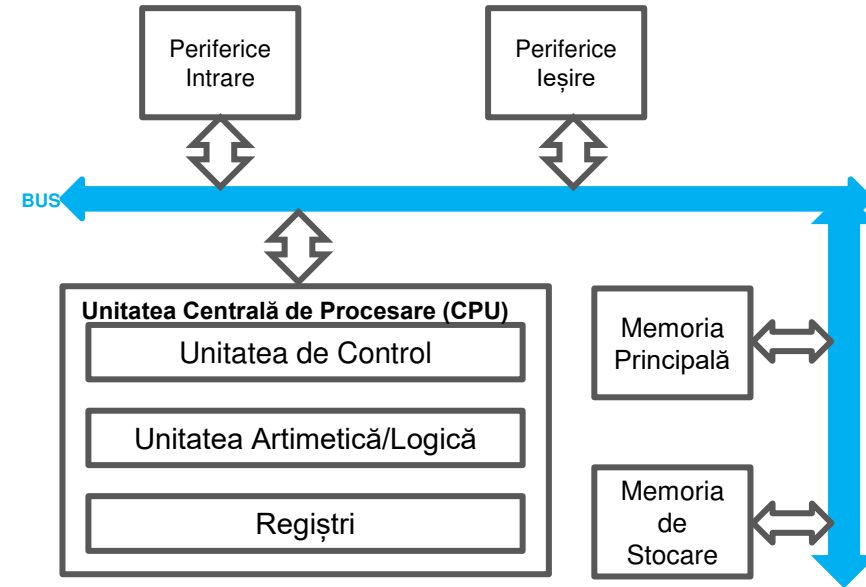 Periferice
Intrare
Periferice
Ieșire
BUS
Unitatea Centrală de Procesare (CPU)
Unitatea de Control
Unitatea Artimetică/Logică
Regiștri
Memoria
Principală
Memoria
de
Stocare